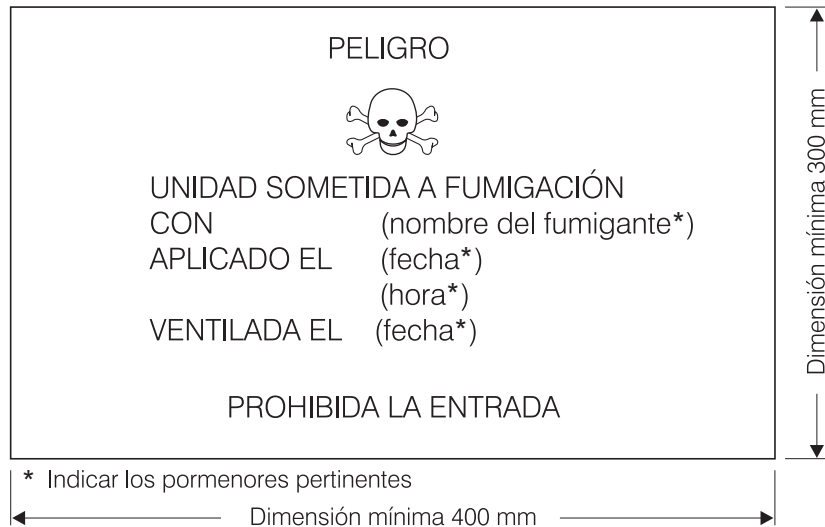 PELIGRO
UNIDAD SOMETIDA A FUMIGACIÓN
CON (nombre del fumigante*)
APLICADO EL (fecha*)
(hora*)
VENTILADA EL (fecha*)
PROHIBIDA LA ENTRADA
* Indicar los pormenores pertinentes
Dimensión mínima 400 mm
Dimensión mínima 300 mm